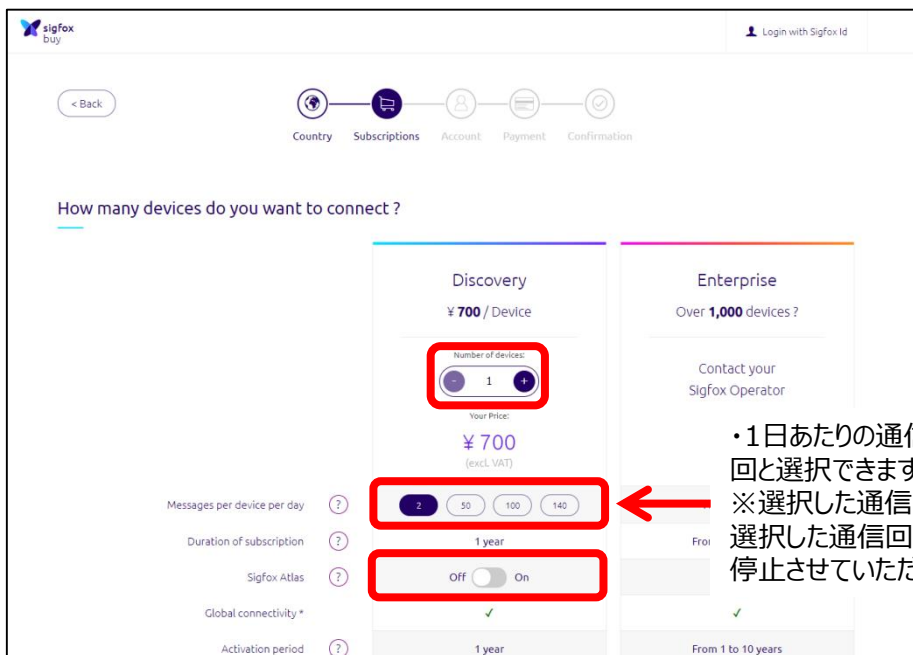 sigfox
buy
Login with Sigfox Id
< Back
Country Subscriptions Account Payment Confirmation
How many devices do you want to connect ?
Discovery
¥ 700 / Device
Number of devices:
- 1 +
Your Price:
¥ 700
(excl. VAT)
Enterprise
Over 1,000 devices ?
Contact your
Sigfox Operator
・1日あたりの通
回と選択できます
※選択した通信
選択した通信回
停止させていただ
Messages per device per day ? 2 50 100 140
Duration of subscription ? 1 year
Sigfox Atlas ? Off On
Global connectivity * ✓ ✓
Activation period ? 1 year From 1 to 10 years